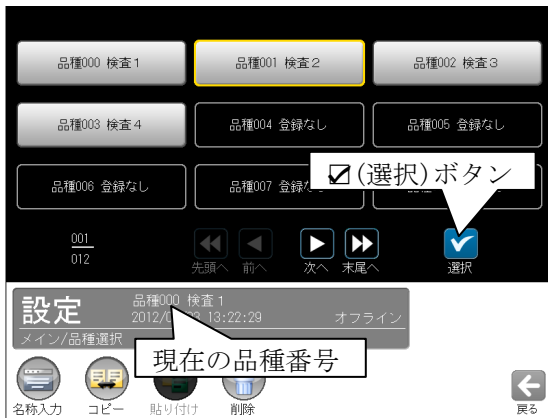 品種000 検査1
品種001 検査2
品種002 検査3
品種003 検査4
品種004 登録なし
品種005 登録なし
品種006 登録なし
品種007 登録な
☑(選択)ボタン
001
012
先頭へ
前へ
次へ
末尾へ
選択
設定
品種000 検査1
2012/0 23 13:22:29
オフライン
メイン/品種選択
現在の品種番号
名称入力
コピー
貼り付け
削除
戻る